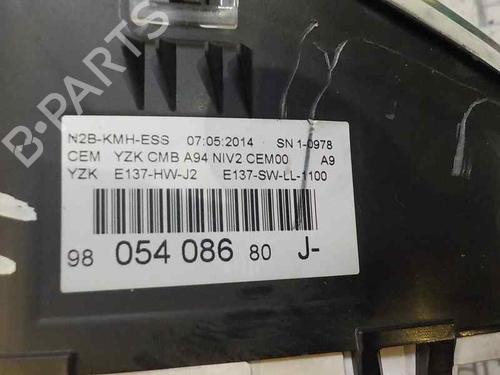 N2B-KMH-ESS 07:05:2014 SN 1-0978
CEM YZK CMB A94 NIV2 CEM00 A9
YZK E137-HW-J2 E137-SW-LL-1100
98 054 086 80 J-